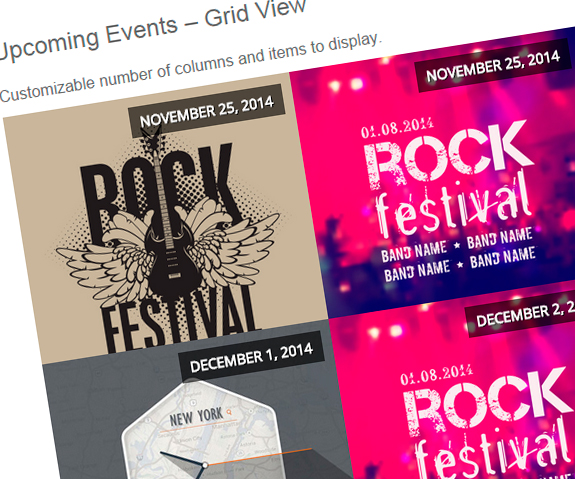 Upcoming Events – Grid View
Customizable number of columns and items to display.
NOVEMBER 25, 2014
ROCK
FESTIVAL
NOVEMBER 25, 2014
01.08.2014
ROCK
festival
BAND NAME ★ BAND NAME
BAND NAME ★ BAND NAME
DECEMBER 1, 2014
NEW YORK
DECEMBER 2, 2
01.08.2014
ROCK
festival